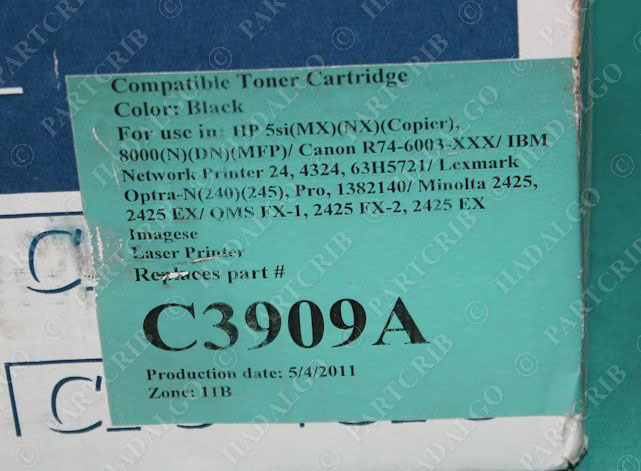 Compatible Toner Cartridge
Color: Black
For use in: HP 5si(MX)(NX)(Copier),
8000(N)(DN)(MFP)/ Canon R74-6003-XXX/ IBM
Network Printer 24, 4324, 63H5721/ Lexmark
Optra-N(240)(245), Pro, 1382140/ Minolta 2425,
2425 EX/ QMS FX-1, 2425 FX-2, 2425 EX
Imagese
Laser Printer
Replaces part #
C3909A
Production date: 5/4/2011
Zone: 11B
PARTCRIB © HADALGO